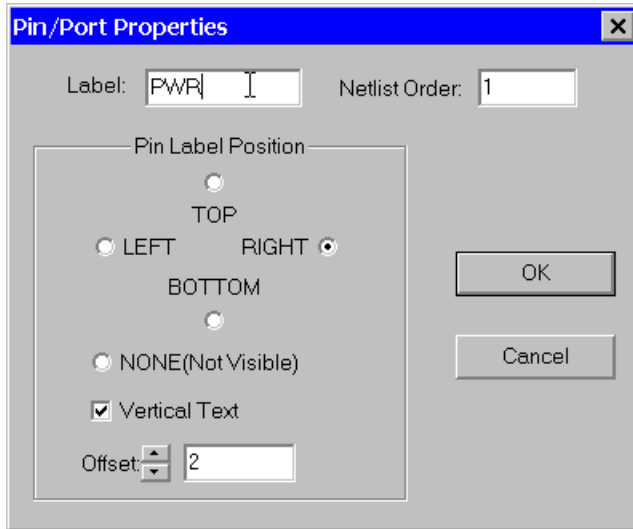 Pin/Port Properties
Label: PWR Netlist Order: 1
Pin Label Position
TOP
LEFT RIGHT
BOTTOM
NONE(Not Visible)
Vertical Text
Offset: 2
OK
Cancel